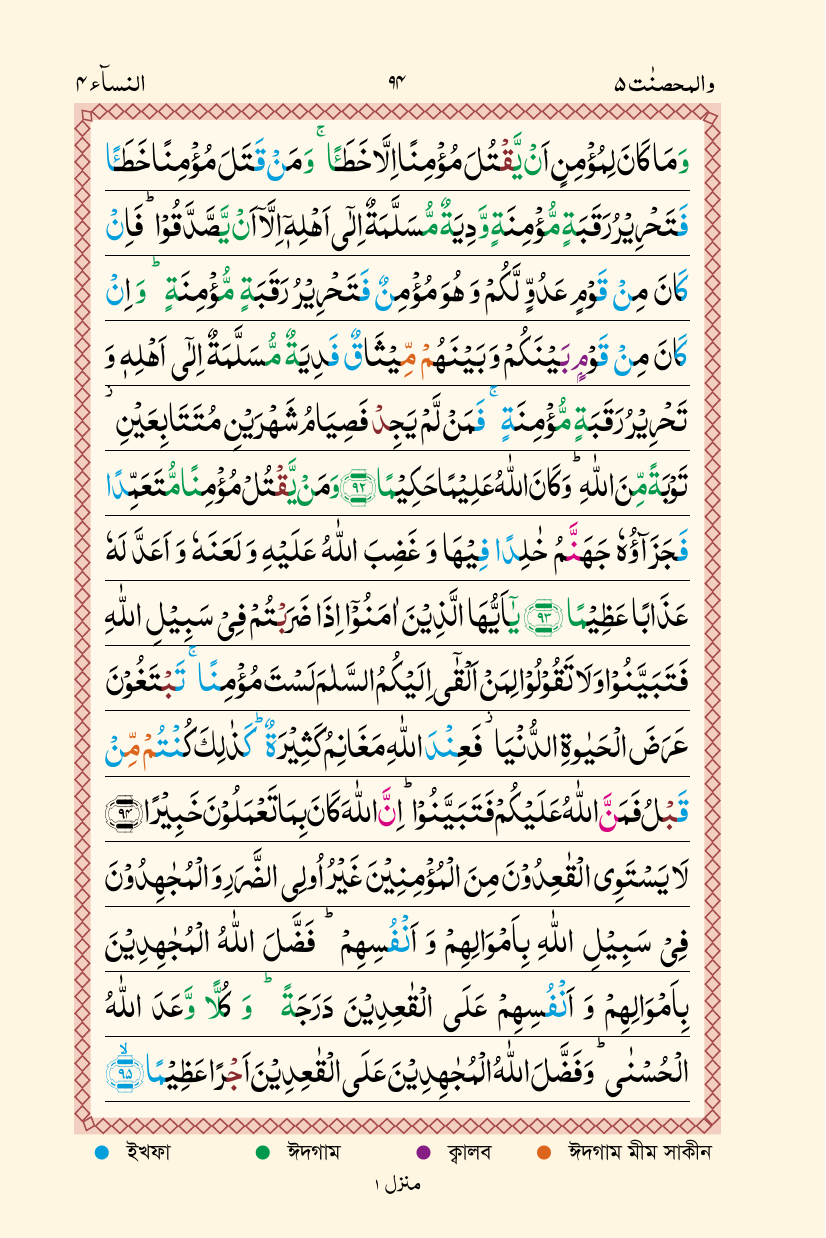 والمحصنٰت ۵ ۹۴ النسآء ۴
وَمَا كَانَ لِمُؤْمِنٍ اَنْ يَّقْتُلَ مُؤْمِنًا اِلَّا خَطَـًٔا ۚ وَمَنْ قَتَلَ مُؤْمِنًا خَطَـًٔا
فَتَحْرِيْرُ رَقَبَةٍ مُّؤْمِنَةٍ وَّدِيَةٌ مُّسَلَّمَةٌ اِلٰٓى اَهْلِهٖٓ اِلَّاۤ اَنْ يَّصَّدَّقُوْا ؕ فَاِنْ
كَانَ مِنْ قَوْمٍ عَدُوٍّ لَّكُمْ وَ هُوَ مُؤْمِنٌ فَتَحْرِيْرُ رَقَبَةٍ مُّؤْمِنَةٍ ؕ وَ اِنْ
كَانَ مِنْ قَوْمٍۭ بَيْنَكُمْ وَ بَيْنَهُمْ مِّيْثَاقٌ فَدِيَةٌ مُّسَلَّمَةٌ اِلٰٓى اَهْلِهٖ وَ
تَحْرِيْرُ رَقَبَةٍ مُّؤْمِنَةٍ ۚ فَمَنْ لَّمْ يَجِدْ فَصِيَامُ شَهْرَيْنِ مُتَتَابِعَيْنِ ؗ
تَوْبَةً مِّنَ اللّٰهِ ؕ وَكَانَ اللّٰهُ عَلِيْمًا حَكِيْمًا ﴿۹۲﴾ وَمَنْ يَّقْتُلْ مُؤْمِنًا مُّتَعَمِّدًا
فَجَزَآؤُهٗ جَهَنَّمُ خٰلِدًا فِيْهَا وَ غَضِبَ اللّٰهُ عَلَيْهِ وَ لَعَنَهٗ وَ اَعَدَّ لَهٗ
عَذَابًا عَظِيْمًا ﴿۹۳﴾ يٰۤاَيُّهَا الَّذِيْنَ اٰمَنُوْۤا اِذَا ضَرَبْتُمْ فِىْ سَبِيْلِ اللّٰهِ
فَتَبَيَّنُوْا وَلَا تَقُوْلُوْا لِمَنْ اَلْقٰٓى اِلَيْكُمُ السَّلٰمَ لَسْتَ مُؤْمِنًا ۚ تَبْتَغُوْنَ
عَرَضَ الْحَيٰوةِ الدُّنْيَا ؗ فَعِنْدَ اللّٰهِ مَغَانِمُ كَثِيْرَةٌ ؕ كَذٰلِكَ كُنْتُمْ مِّنْ
قَبْلُ فَمَنَّ اللّٰهُ عَلَيْكُمْ فَتَبَيَّنُوْا ؕ اِنَّ اللّٰهَ كَانَ بِمَا تَعْمَلُوْنَ خَبِيْرًا ﴿۹۴﴾
لَا يَسْتَوِى الْقٰعِدُوْنَ مِنَ الْمُؤْمِنِيْنَ غَيْرُ اُولِى الضَّرَرِ وَ الْمُجٰهِدُوْنَ
فِىْ سَبِيْلِ اللّٰهِ بِاَمْوَالِهِمْ وَ اَنْفُسِهِمْ ؕ فَضَّلَ اللّٰهُ الْمُجٰهِدِيْنَ
بِاَمْوَالِهِمْ وَ اَنْفُسِهِمْ عَلَى الْقٰعِدِيْنَ دَرَجَةً ؕ وَ كُلًّا وَّعَدَ اللّٰهُ
الْحُسْنٰى ؕ وَفَضَّلَ اللّٰهُ الْمُجٰهِدِيْنَ عَلَى الْقٰعِدِيْنَ اَجْرًا عَظِيْمًا ۙ﴿۹۵﴾
ইখফা ঈদগাম ক্বালব ঈদগাম মীম সাকীন
منزل ۱